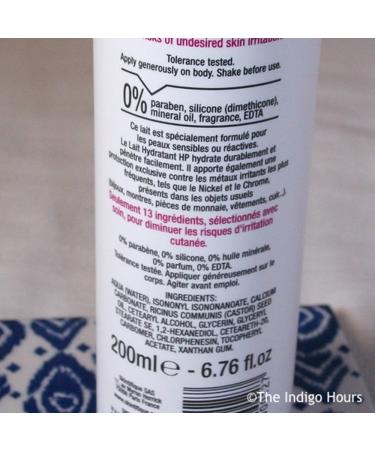 risks of undesired skin irritation.
Tolerance tested.
Apply generously on body. Shake before use.
0% paraben, silicone (dimethicone),
mineral oil, fragrance, EDTA
Ce lait est spécialement formulé pour
les peaux sensibles ou réactives.
Le Lait Hydratant HP hydrate durablement et
pénètre facilement. Il apporte également une
protection exclusive contre les métaux irritants les plus
fréquents, tels que le Nickel et le Chrome,
présents dans les objets usuels
(bijoux, montres, pièces de monnaie, vêtements, cuir...).
Seulement 13 ingrédients, sélectionnés avec
soin, pour diminuer les risques d'irritation
cutanée.
0% parabène, 0% silicone, 0% huile minérale,
0% parfum, 0% EDTA.
Tolérance testée. Appliquer généreusement sur le
corps. Agiter avant emploi.
INGREDIENTS:
AQUA (WATER), ISONONYL ISONONANOATE, CALCIUM
CARBONATE, RICINUS COMMUNIS (CASTOR) SEED
OIL, CETEARYL ALCOHOL, GLYCERIN, GLYCERYL
STEARATE SE, 1,2-HEXANEDIOL, CETEARETH-20,
CARBOMER, CHLORPHENESIN, TOCOPHERYL
ACETATE, XANTHAN GUM.
200ml e - 6.76 fl.oz
SAS
Paris France
©The Indigo Hours